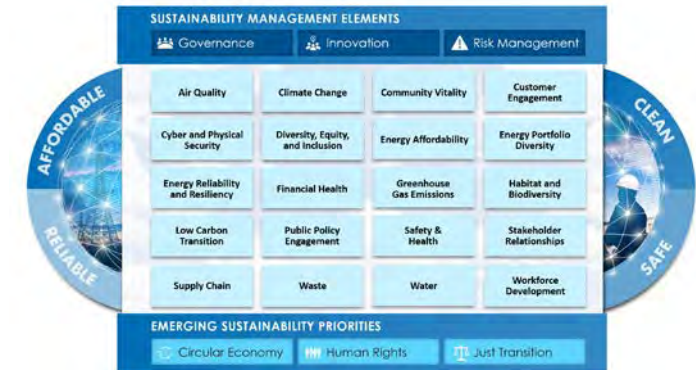 SUSTAINABILITY MANAGEMENT ELEMENTS
Governance
Innovation
Risk Management
AFFORDABLE
RELIABLE
Air Quality
Climate Change
Community Vitality
Customer
Engagement
Cyber and Physical
Security
Diversity, Equity,
and Inclusion
Energy Affordability
Energy Portfolio
Diversity
Energy Reliability
and Resiliency
Financial Health
Greenhouse
Gas Emissions
Habitat and
Biodiversity
Low Carbon
Transition
Public Policy
Engagement
Safety &
Health
Stakeholder
Relationships
Supply Chain
Waste
Water
Workforce
Development
CLEAN
SAFE
EMERGING SUSTAINABILITY PRIORITIES
Circular Economy
Human Rights
Just Transition